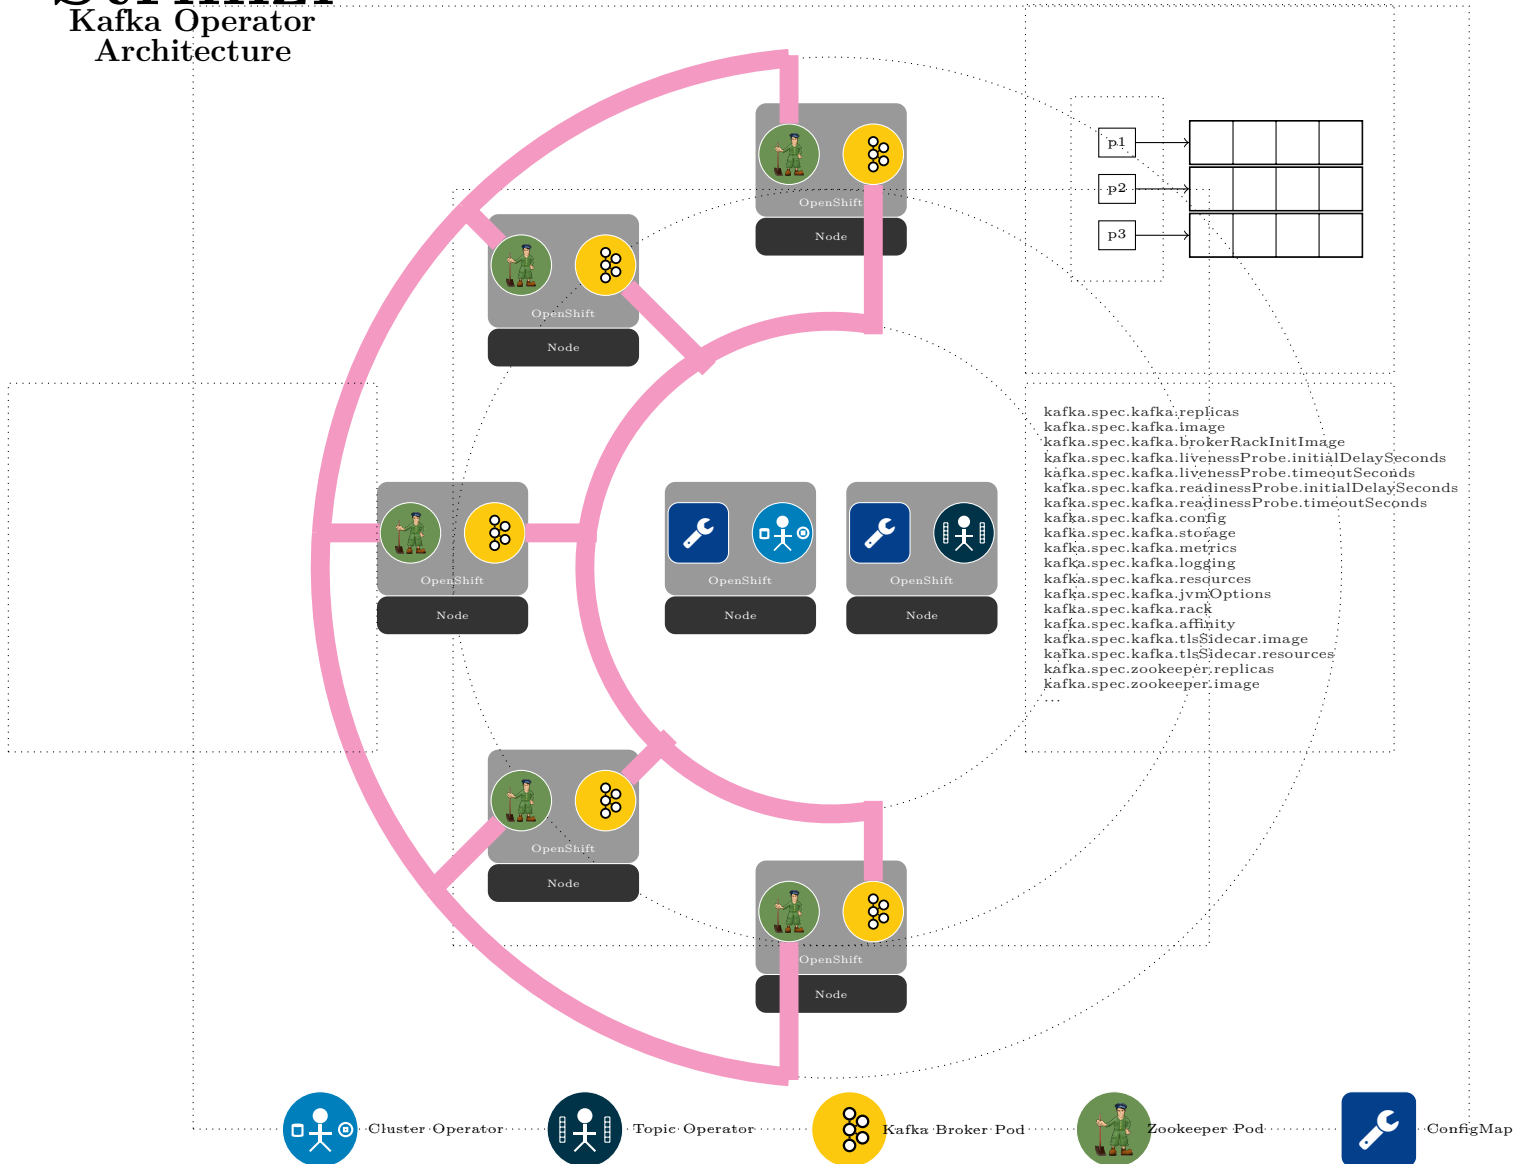 Strimzi
Kafka Operator
Architecture
OpenShift
Node
p1
p2
p3
OpenShift
Node
kafka.spec.kafka.replicas
kafka.spec.kafka.image
kafka.spec.kafka.brokerRackInitImage
kafka.spec.kafka.livenessProbe.initialDelaySeconds
kafka.spec.kafka.livenessProbe.timeoutSeconds
kafka.spec.kafka.readinessProbe.initialDelaySeconds
kafka.spec.kafka.readinessProbe.timeoutSeconds
kafka.spec.kafka.config
kafka.spec.kafka.storage
kafka.spec.kafka.metrics
kafka.spec.kafka.logging
kafka.spec.kafka.resources
kafka.spec.kafka.jvmOptions
kafka.spec.kafka.rack
kafka.spec.kafka.affinity
kafka.spec.kafka.tlsSidecar.image
kafka.spec.kafka.tlsSidecar.resources
kafka.spec.zookeeper.replicas
kafka.spec.zookeeper.image
...
OpenShift
Node
OpenShift
Node
OpenShift
Node
OpenShift
Node
OpenShift
Node
Cluster Operator
Topic Operator
Kafka Broker Pod
Zookeeper Pod
ConfigMap